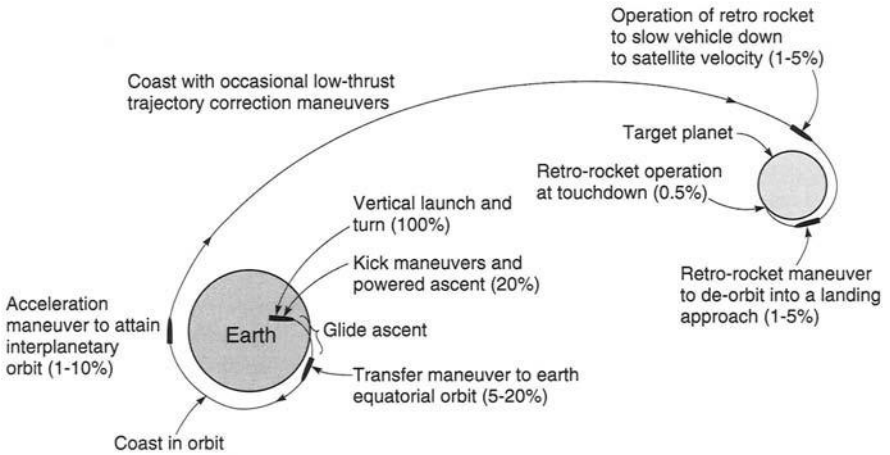 Operation of retro rocket
to slow vehicle down
to satellite velocity (1-5%)
Coast with occasional low-thrust
trajectory correction maneuvers
Target planet
Retro-rocket operation
at touchdown (0.5%)
Vertical launch and
turn (100%)
Kick maneuvers and
powered ascent (20%)
Retro-rocket maneuver
to de-orbit into a landing
approach (1-5%)
Acceleration
maneuver to attain
interplanetary
orbit (1-10%)
Earth
Glide ascent
Transfer maneuver to earth
equatorial orbit (5-20%)
Coast in orbit